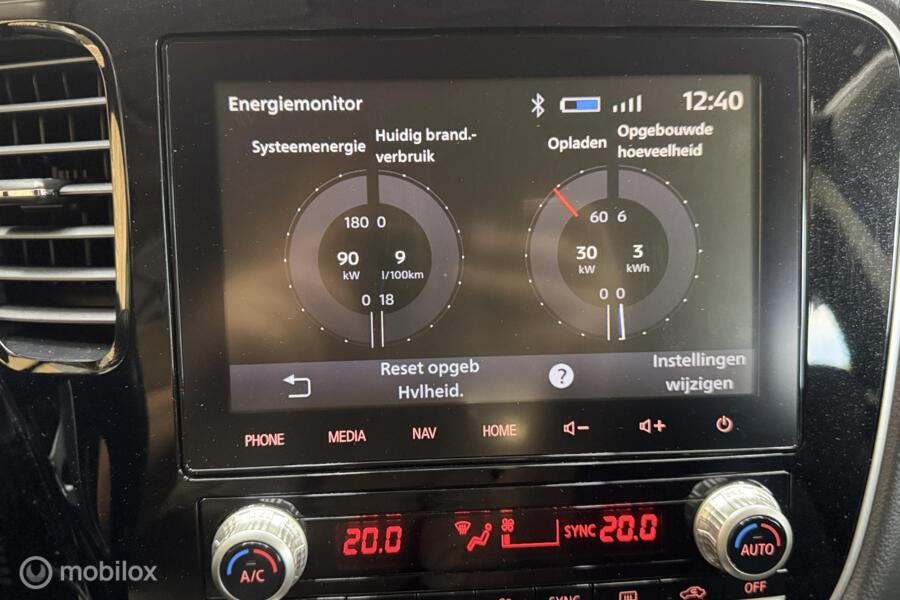 Energiemonitor
12:40
Systeemenergie
Huidig brand.-
verbruik
Opladen
Opgebouwde
hoeveelheid
180 0
60 6
90
kW
9
l/100km
30
kW
3
kWh
0 18
0 0
Reset opgeb
Hvlheid.
?
Instellingen
wijzigen
PHONE
MEDIA
NAV
HOME
20.0
SYNC 20.0
A/C
AUTO
OFF
SYNC
mobilox